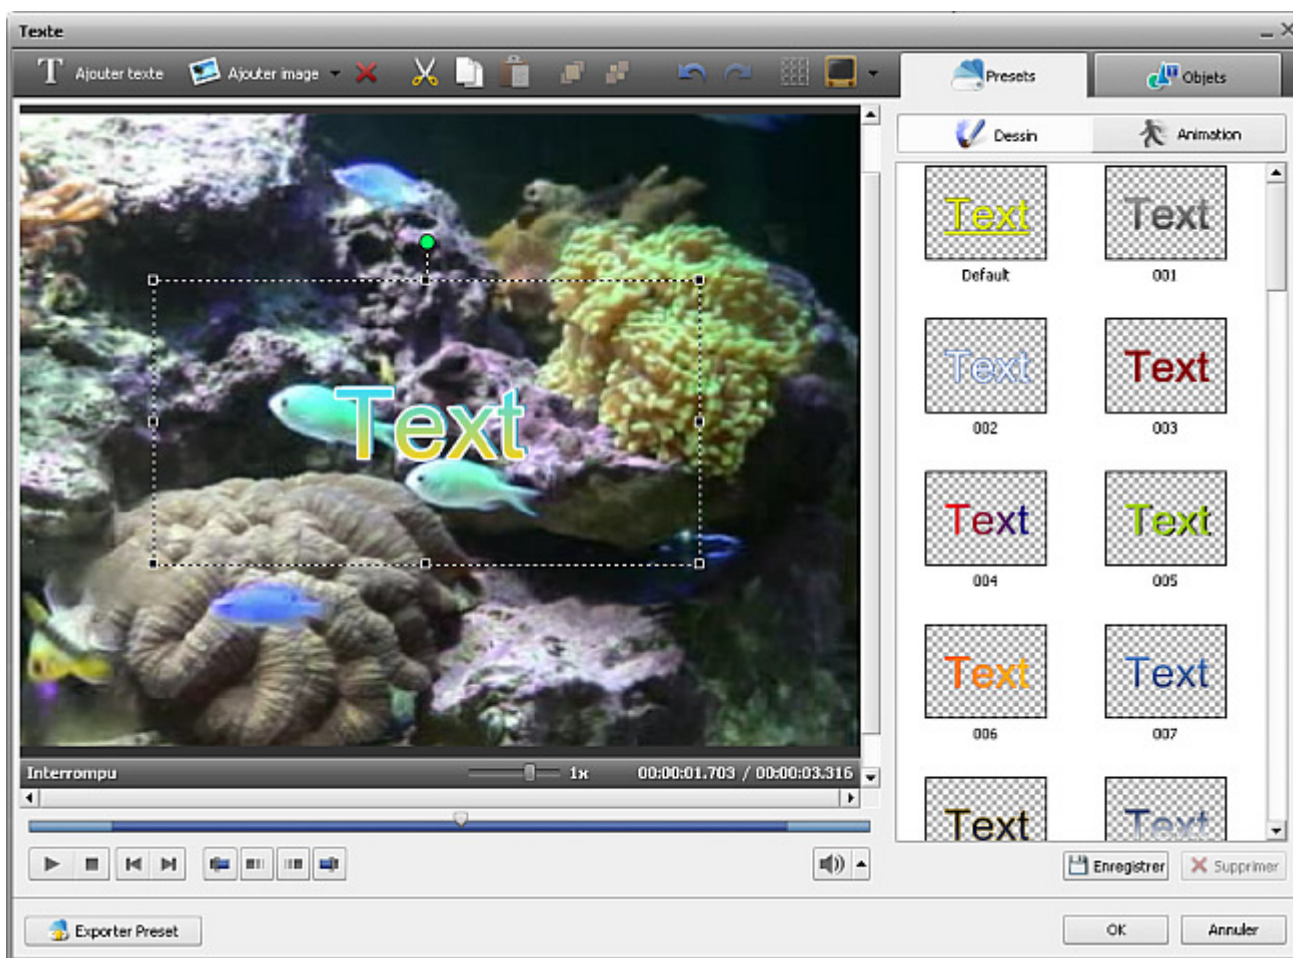 Texte
Ajouter texte
Ajouter image
Presets
Objets
Dessin
Animation
Text
Text
Default
001
Text
Text
002
003
Text
Text
Text
004
005
Text
Text
006
007
Text
Text
Interrompu
1x
00:00:01.703 / 00:00:03.316
Enregistrer
Supprimer
Exporter Preset
OK
Annuler